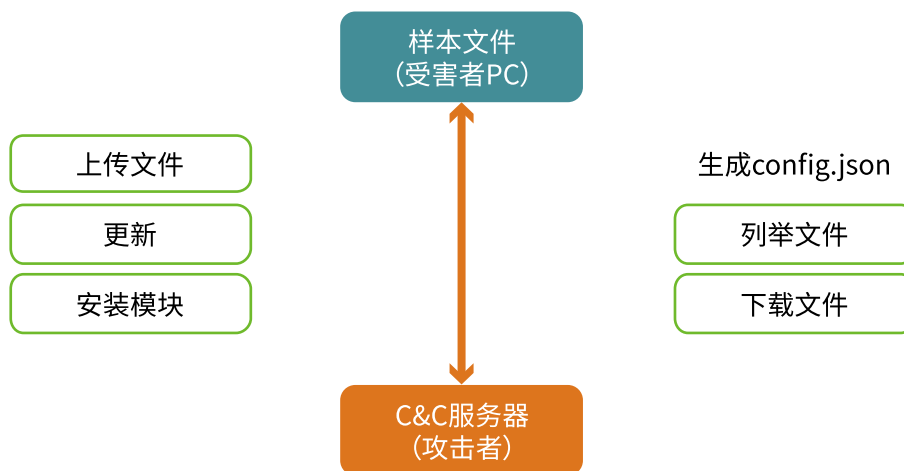 样本文件
（受害者PC）
上传文件
更新
安装模块
生成config.json
列举文件
下载文件
C&C服务器
（攻击者）